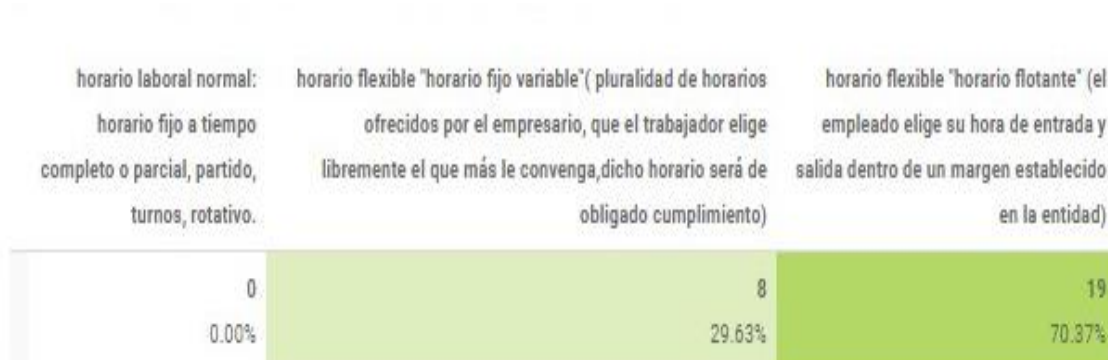 horario laboral normal:
horario fijo a tiempo
completo o parcial, partido,
turnos, rotativo.
horario flexible "horario fijo variable"( pluralidad de horarios
ofrecidos por el empresario, que el trabajador elige
libremente el que más le convenga,dicho horario será de
obligado cumplimiento)
horario flexible "horario flotante" (el
empleado elige su hora de entrada y
salida dentro de un margen establecido
en la entidad)
0
0.00%
8
29.63%
19
70.37%